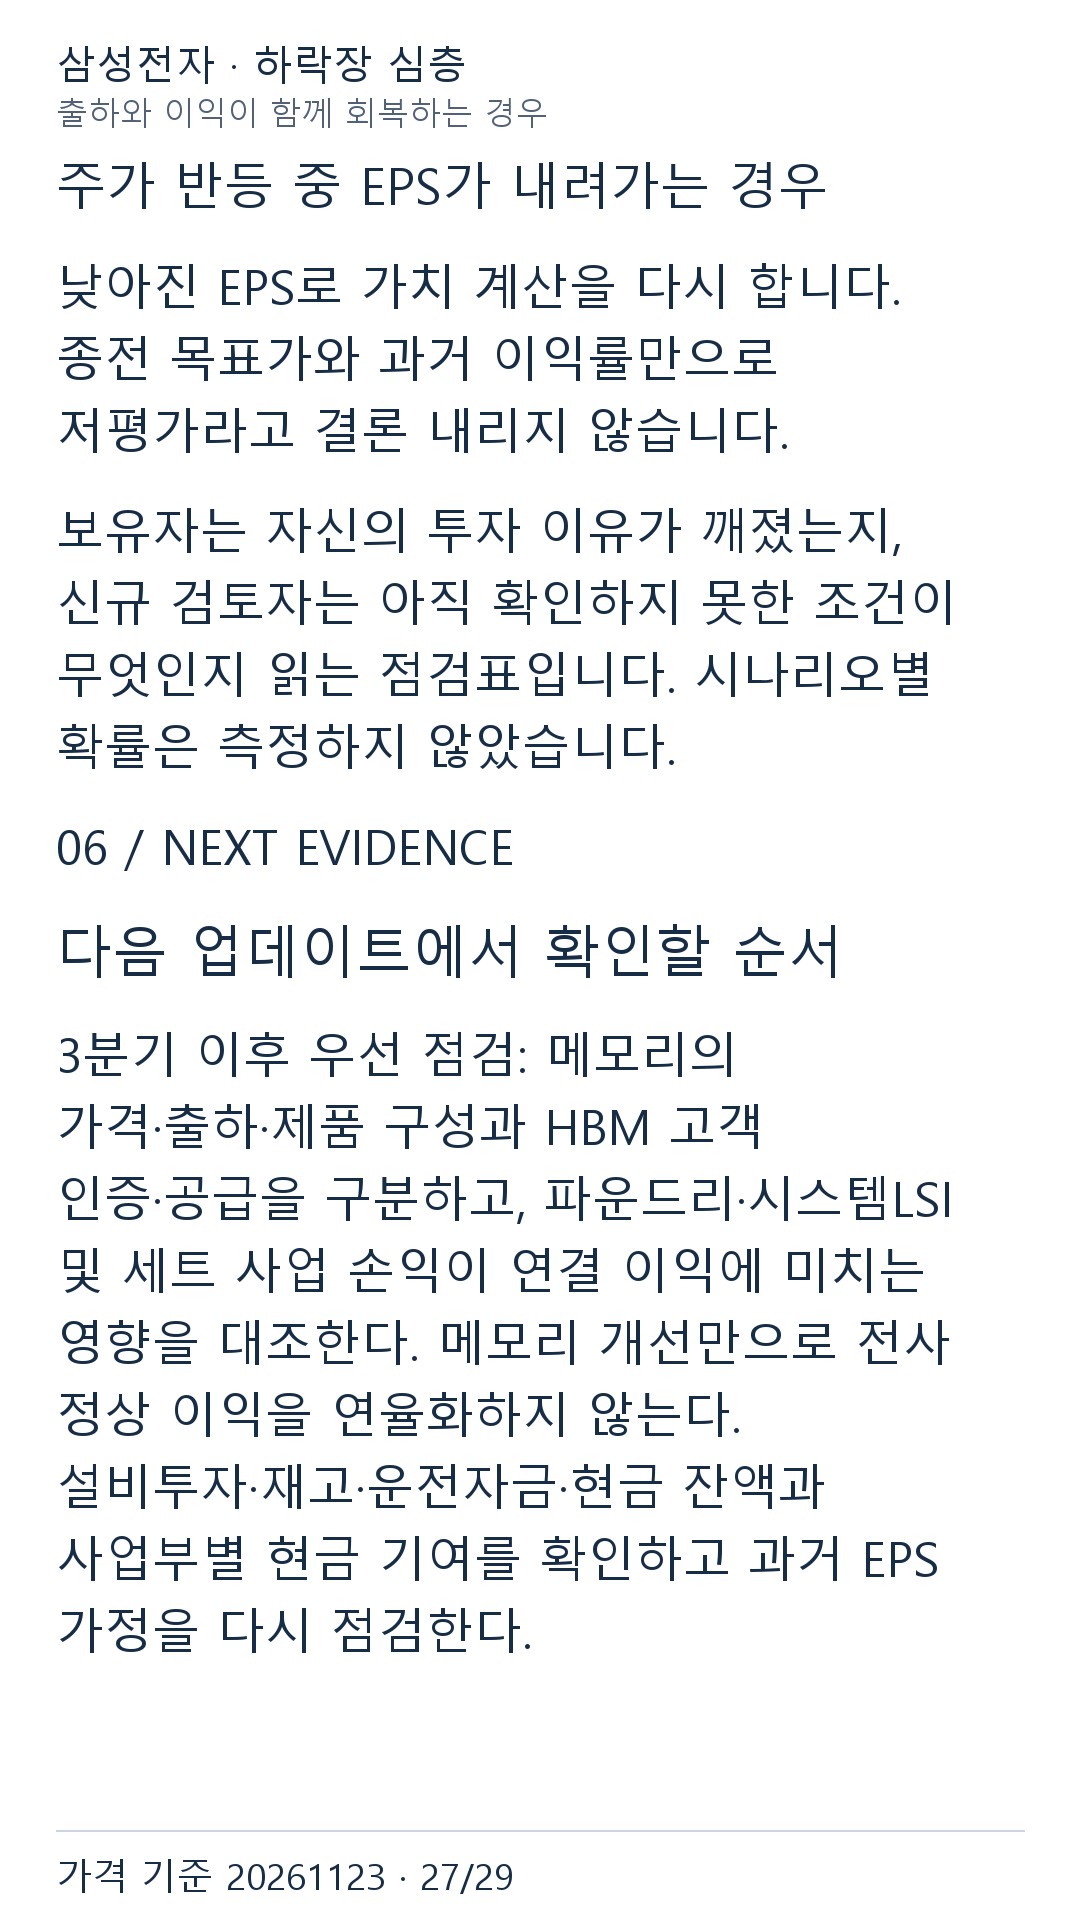 삼성전자 · 하락장 심층
출하와 이익이 함께 회복하는 경우
주가 반등 중 EPS가 내려가는 경우
낮아진 EPS로 가치 계산을 다시 합니다.
종전 목표가와 과거 이익률만으로
저평가라고 결론 내리지 않습니다.
보유자는 자신의 투자 이유가 깨졌는지,
신규 검토자는 아직 확인하지 못한 조건이
무엇인지 읽는 점검표입니다. 시나리오별
확률은 측정하지 않았습니다.
06 / NEXT EVIDENCE
다음 업데이트에서 확인할 순서
3분기 이후 우선 점검: 메모리의
가격·출하·제품 구성과 HBM 고객
인증·공급을 구분하고, 파운드리·시스템LSI
및 세트 사업 손익이 연결 이익에 미치는
영향을 대조한다. 메모리 개선만으로 전사
정상 이익을 연율화하지 않는다.
설비투자·재고·운전자금·현금 잔액과
사업부별 현금 기여를 확인하고 과거 EPS
가정을 다시 점검한다.
가격 기준 20261123 · 27/29